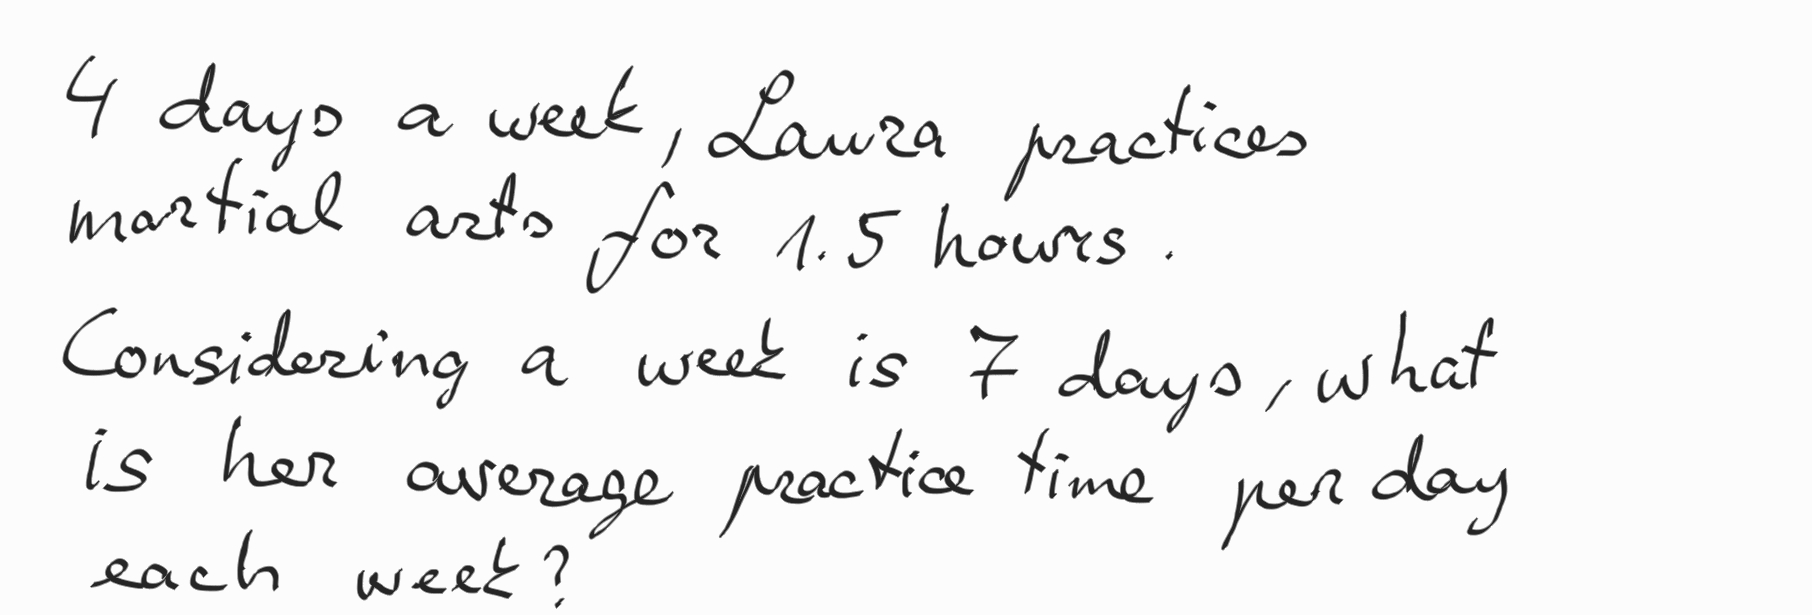 4 days a week, Laura practices
martial arts for 1.5 hours.
Considering a week is 7 days, what
is her average practice time per day
each week?